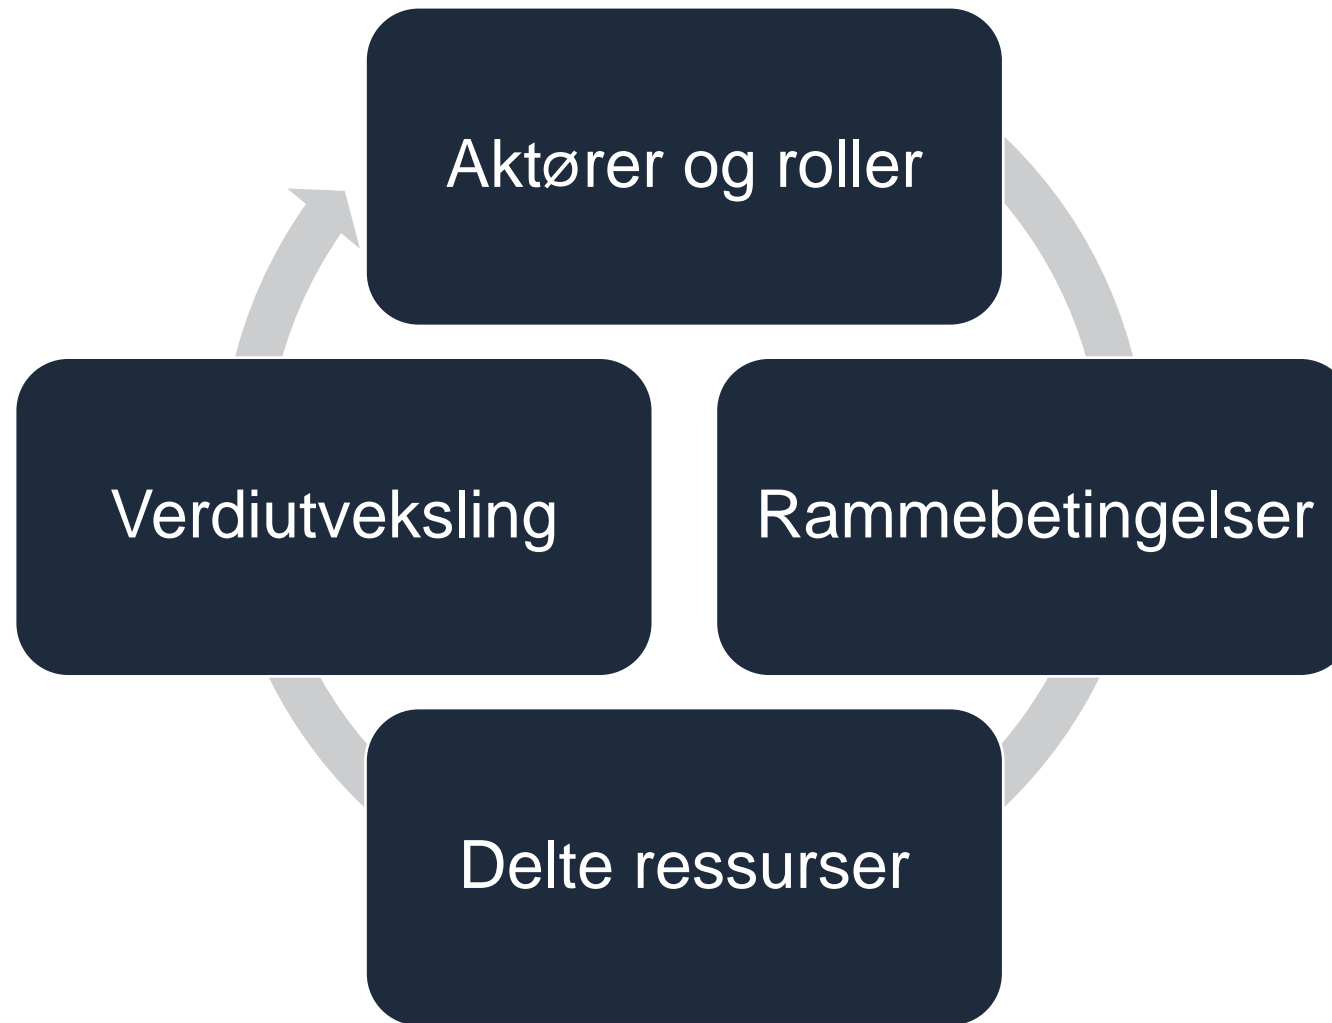 Aktører og roller
Verdiutveksling
Rammebetingelser
Delte ressurser